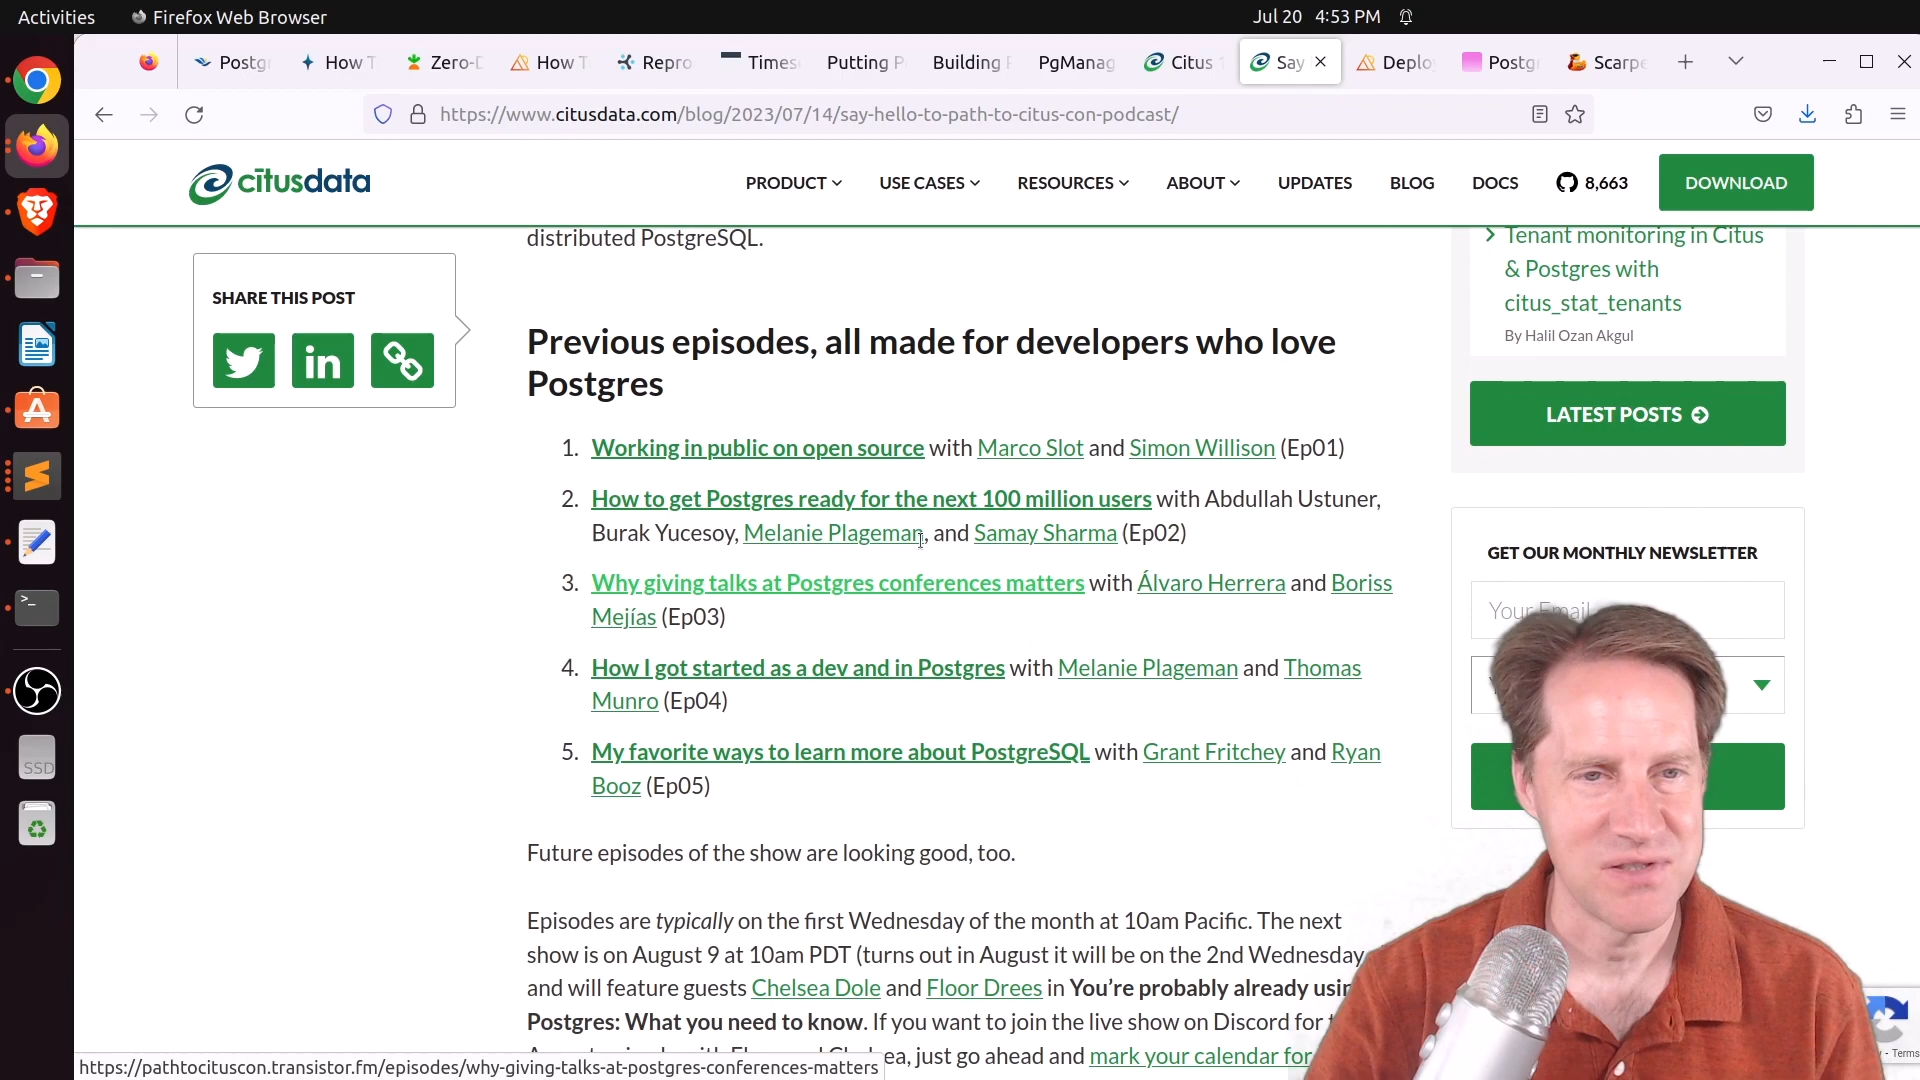 Activities
Firefox Web Browser
Jul 20 4:53 PM
Postgr
How T
Zero-D
How T
Repro
Times
Putting P
Building
PgManag
Citus 1
Say
Deplo
Postgr
Scarpe
https://www.citusdata.com/blog/2023/07/14/say-hello-to-path-to-citus-con-podcast/
citusdata
PRODUCT
USE CASES
RESOURCES
ABOUT
UPDATES
BLOG
DOCS
8,663
DOWNLOAD
distributed PostgreSQL.
SHARE THIS POST
Previous episodes, all made for developers who love
Postgres
1. Working in public on open source with Marco Slot and Simon Willison (Ep01)
2. How to get Postgres ready for the next 100 million users with Abdullah Ustuner,
Burak Yucesoy, Melanie Plageman, and Samay Sharma (Ep02)
3. Why giving talks at Postgres conferences matters with Álvaro Herrera and Boriss
Mejías (Ep03)
4. How I got started as a dev and in Postgres with Melanie Plageman and Thomas
Munro (Ep04)
5. My favorite ways to learn more about PostgreSQL with Grant Fritchey and Ryan
Booz (Ep05)
Future episodes of the show are looking good, too.
Episodes are typically on the first Wednesday of the month at 10am Pacific. The next
show is on August 9 at 10am PDT (turns out in August it will be on the 2nd Wednesday
and will feature guests Chelsea Dole and Floor Drees in You're probably already usin
Postgres: What you need to know. If you want to join the live show on Discord for
, just go ahead and mark your calendar for
Tenant monitoring in Citus
& Postgres with
citus_stat_tenants
By Halil Ozan Akgul
LATEST POSTS
GET OUR MONTHLY NEWSLETTER
Your Email
SSD
- Terms
https://pathtocituscon.transistor.fm/episodes/why-giving-talks-at-postgres-conferences-matters